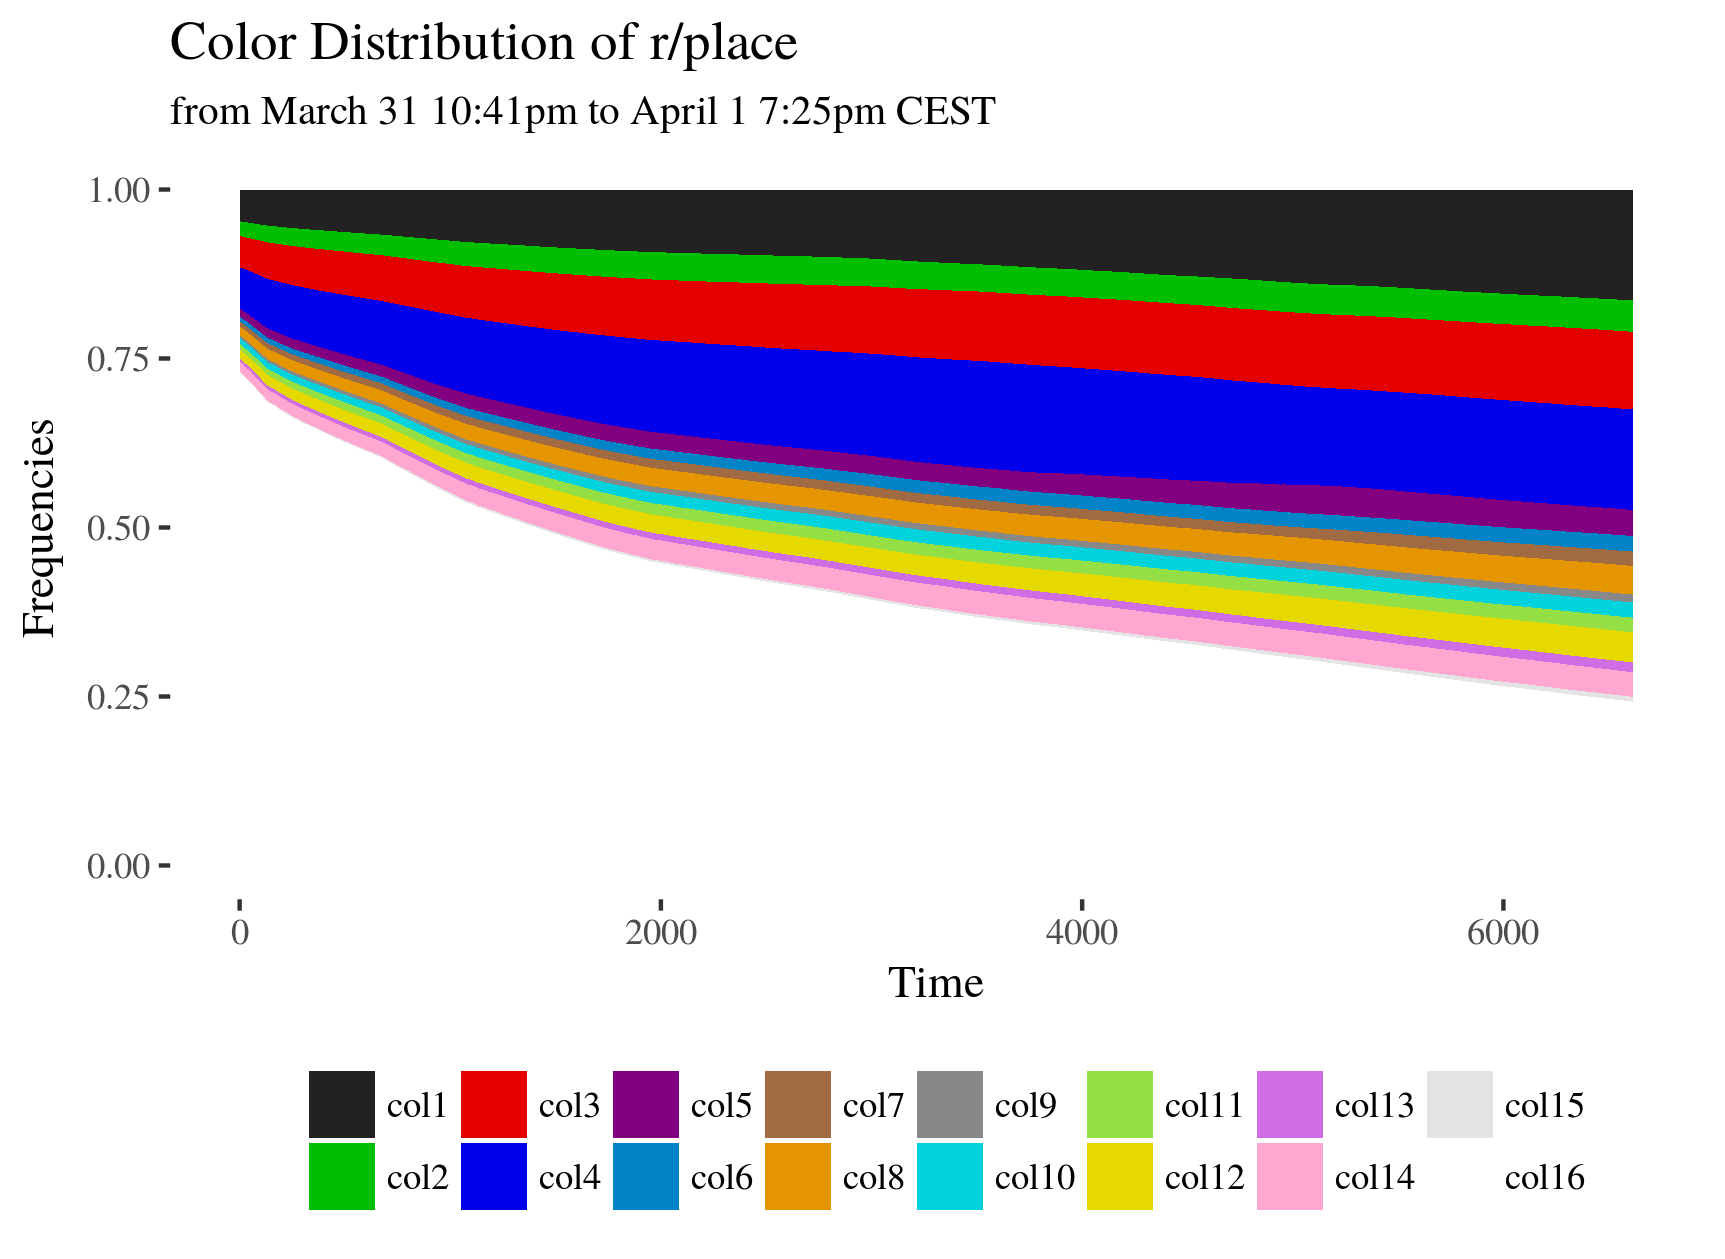 Color Distribution of r/place
from March 31 10:41pm to April 1 7:25pm CEST
1.00
0.75
0.50
0.25
0.00
Frequencies
0 2000 4000 6000
Time
col1 col3 col5 col7 col9 col11 col13 col15
col2 col4 col6 col8 col10 col12 col14 col16